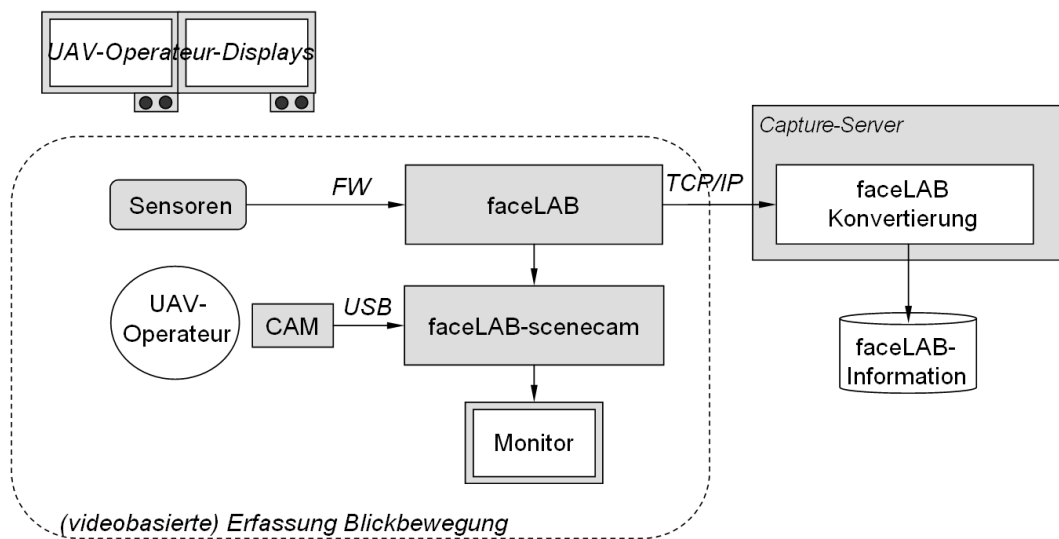 UAV-Operateur-Displays
Capture-Server
Sensoren
FW
faceLAB
TCP/IP
faceLAB
Konvertierung
UAV-
Operateur
CAM
USB
faceLAB-scenecam
faceLAB-
Information
Monitor
(videobasierte) Erfassung Blickbewegung